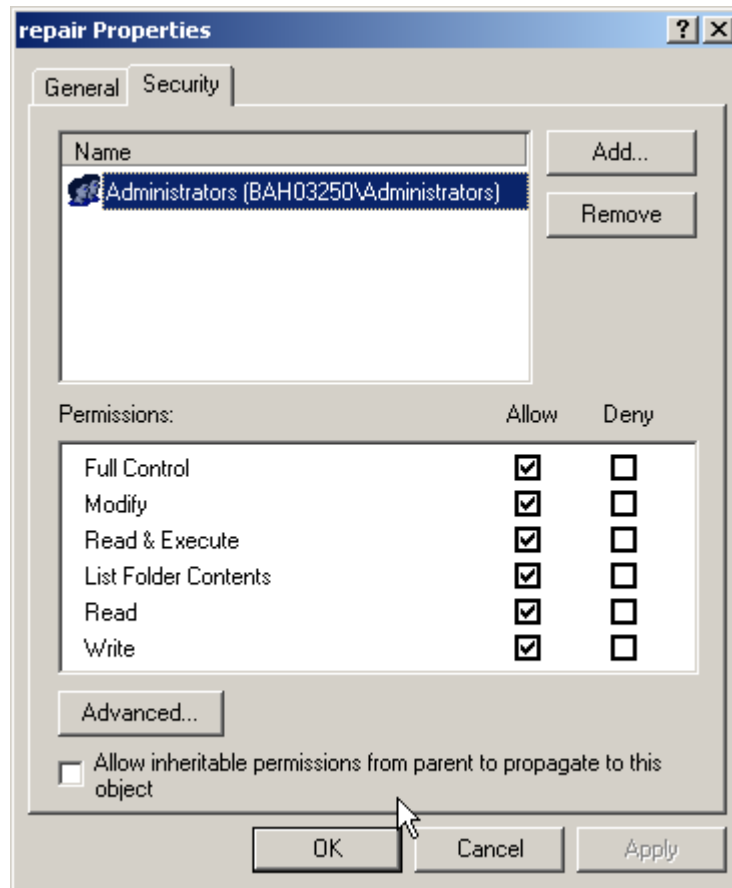 repair Properties
General Security
Name
Add...
Administrators (BAH03250\Administrators)
Remove
Permissions: Allow Deny
Full Control
Modify
Read & Execute
List Folder Contents
Read
Write
Advanced...
Allow inheritable permissions from parent to propagate to this
object
OK Cancel Apply